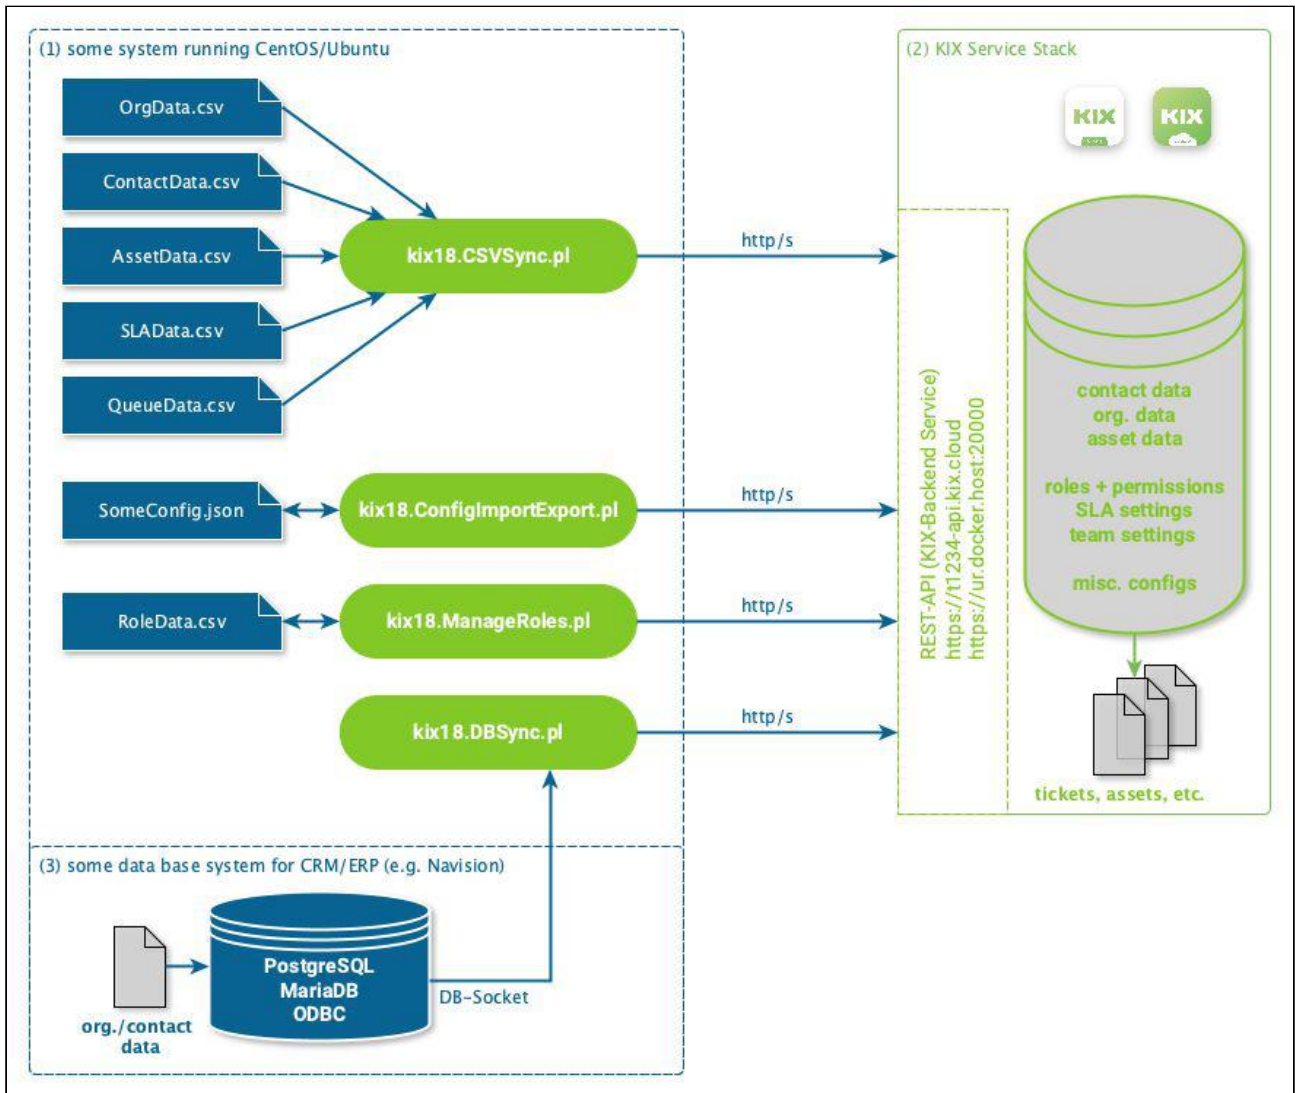 (1) some system running CentOS/Ubuntu
OrgData.csv
ContactData.csv
AssetData.csv
SLAData.csv
QueueData.csv
kix18.CSVSync.pl
http/s
SomeConfig.json
kix18.ConfigImportExport.pl
http/s
RoleData.csv
kix18.ManageRoles.pl
http/s
kix18.DBSync.pl
http/s
(2) KIX Service Stack
KIX
KIX
REST-API (KIX-Backend Service)
https://t1234-api.kix.cloud
https://ur.docker.host:20000
contact data
org. data
asset data
roles + permissions
SLA settings
team settings
misc. configs
tickets, assets, etc.
(3) some data base system for CRM/ERP (e.g. Navision)
org./contact
data
PostgreSQL
MariaDB
ODBC
DB-Socket